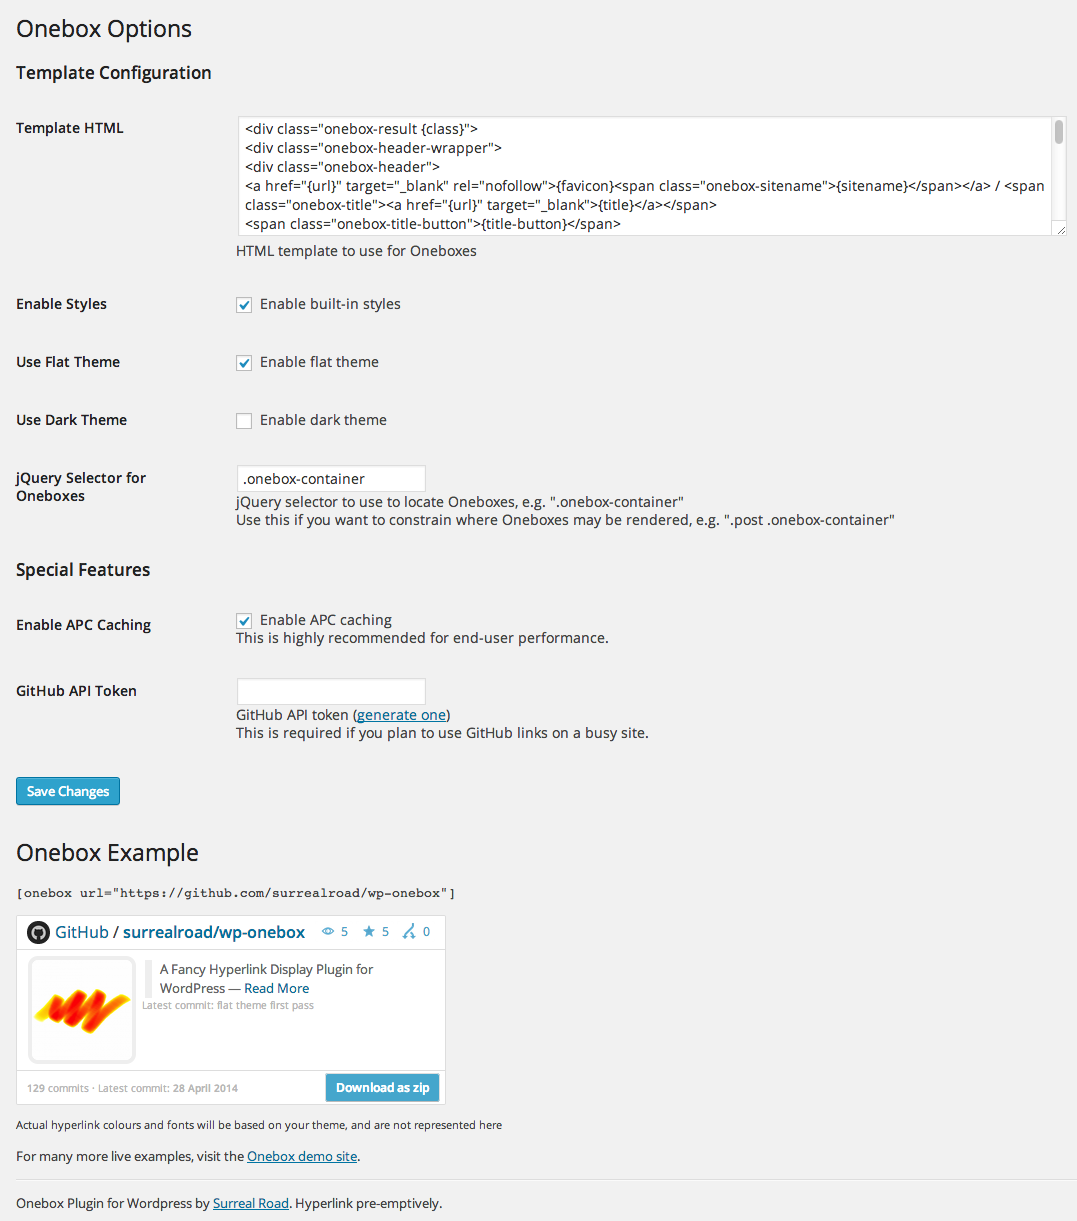 Onebox Options
Template Configuration
Template HTML
<div class="onebox-result {class}">
<div class="onebox-header-wrapper">
<div class="onebox-header">
<a href="{url}" target="_blank" rel="nofollow">{favicon}<span class="onebox-sitename">{sitename}</span></a> / <span
class="onebox-title"><a href="{url}" target="_blank">{title}</a></span>
<span class="onebox-title-button">{title-button}</span>
HTML template to use for Oneboxes
Enable Styles
Enable built-in styles
Use Flat Theme
Enable flat theme
Use Dark Theme
Enable dark theme
jQuery Selector for
Oneboxes
.onebox-container
jQuery selector to use to locate Oneboxes, e.g. ".onebox-container"
Use this if you want to constrain where Oneboxes may be rendered, e.g. ".post .onebox-container"
Special Features
Enable APC Caching
Enable APC caching
This is highly recommended for end-user performance.
GitHub API Token
GitHub API token (generate one)
This is required if you plan to use GitHub links on a busy site.
Save Changes
Onebox Example
[onebox url="https://github.com/surrealroad/wp-onebox"]
GitHub / surrealroad/wp-onebox 5 5 0
A Fancy Hyperlink Display Plugin for
WordPress — Read More
Latest commit: flat theme first pass
129 commits · Latest commit: 28 April 2014
Download as zip
Actual hyperlink colours and fonts will be based on your theme, and are not represented here
For many more live examples, visit the Onebox demo site.
Onebox Plugin for Wordpress by Surreal Road. Hyperlink pre-emptively.